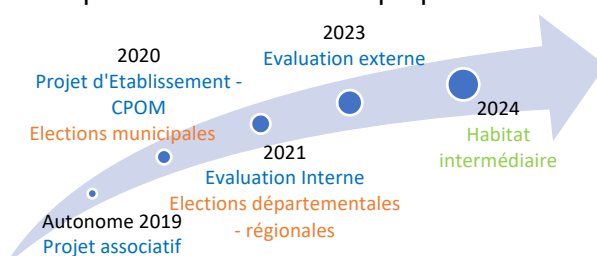 2020
Projet d'Etablissement -
CPOM
Elections municipales
2023
Evaluation externe
2024
Habitat
intermédiaire
2021
Evaluation Interne
Elections départementales
- régionales
Autonome 2019
Projet associatif